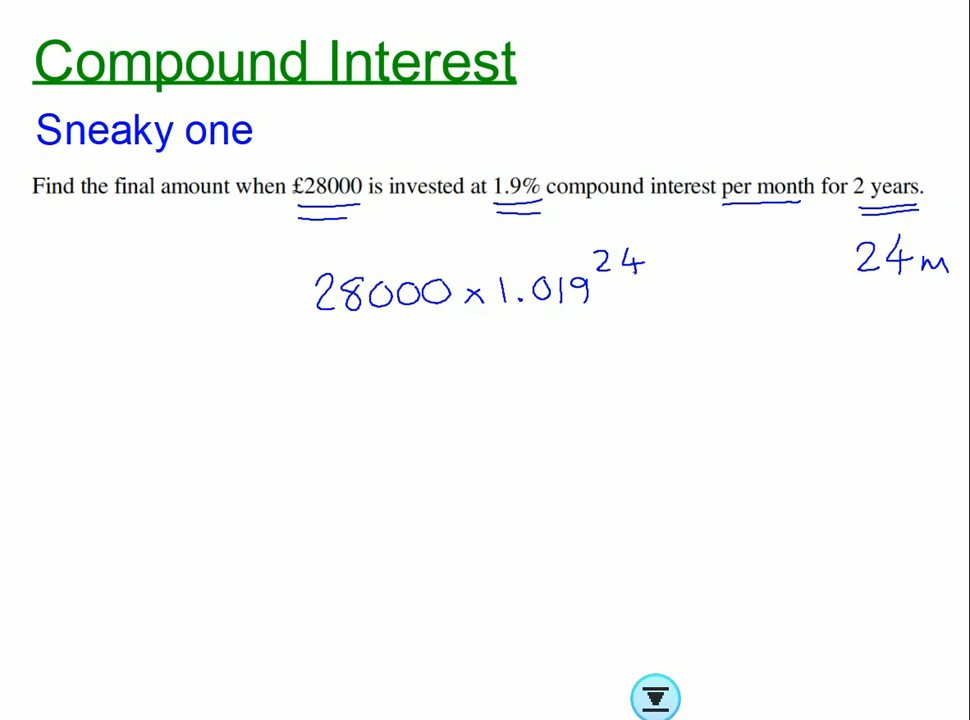 Compound Interest
Sneaky one
Find the final amount when £28000 is invested at 1.9% compound interest per month for 2 years.
24m
28000 × 1.019^24